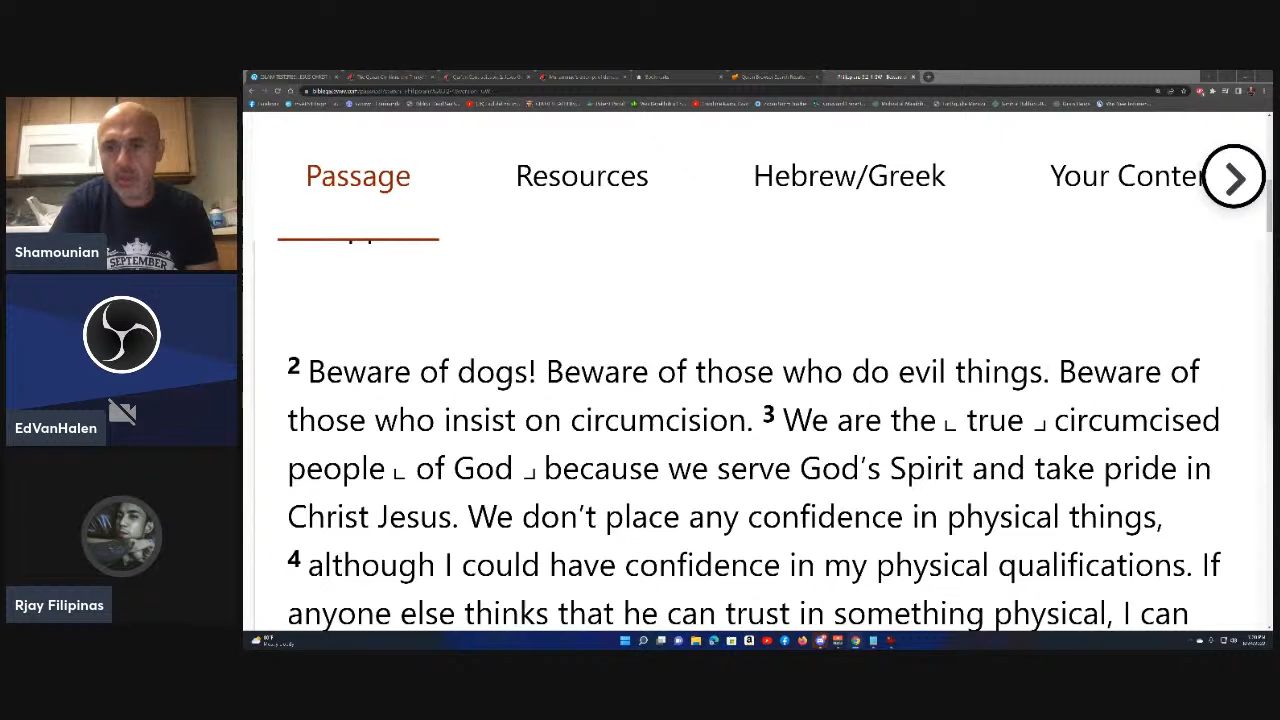 Passage
Resources
Hebrew/Greek
Your Conter
2 Beware of dogs! Beware of those who do evil things. Beware of
those who insist on circumcision. 3 We are the ⌞ true ⌟ circumcised
people ⌞ of God ⌟ because we serve God’s Spirit and take pride in
Christ Jesus. We don’t place any confidence in physical things,
4 although I could have confidence in my physical qualifications. If
anyone else thinks that he can trust in something physical, I can
SEPTEMBER
Shamounian
EdVanHalen
Rjay Filipinas